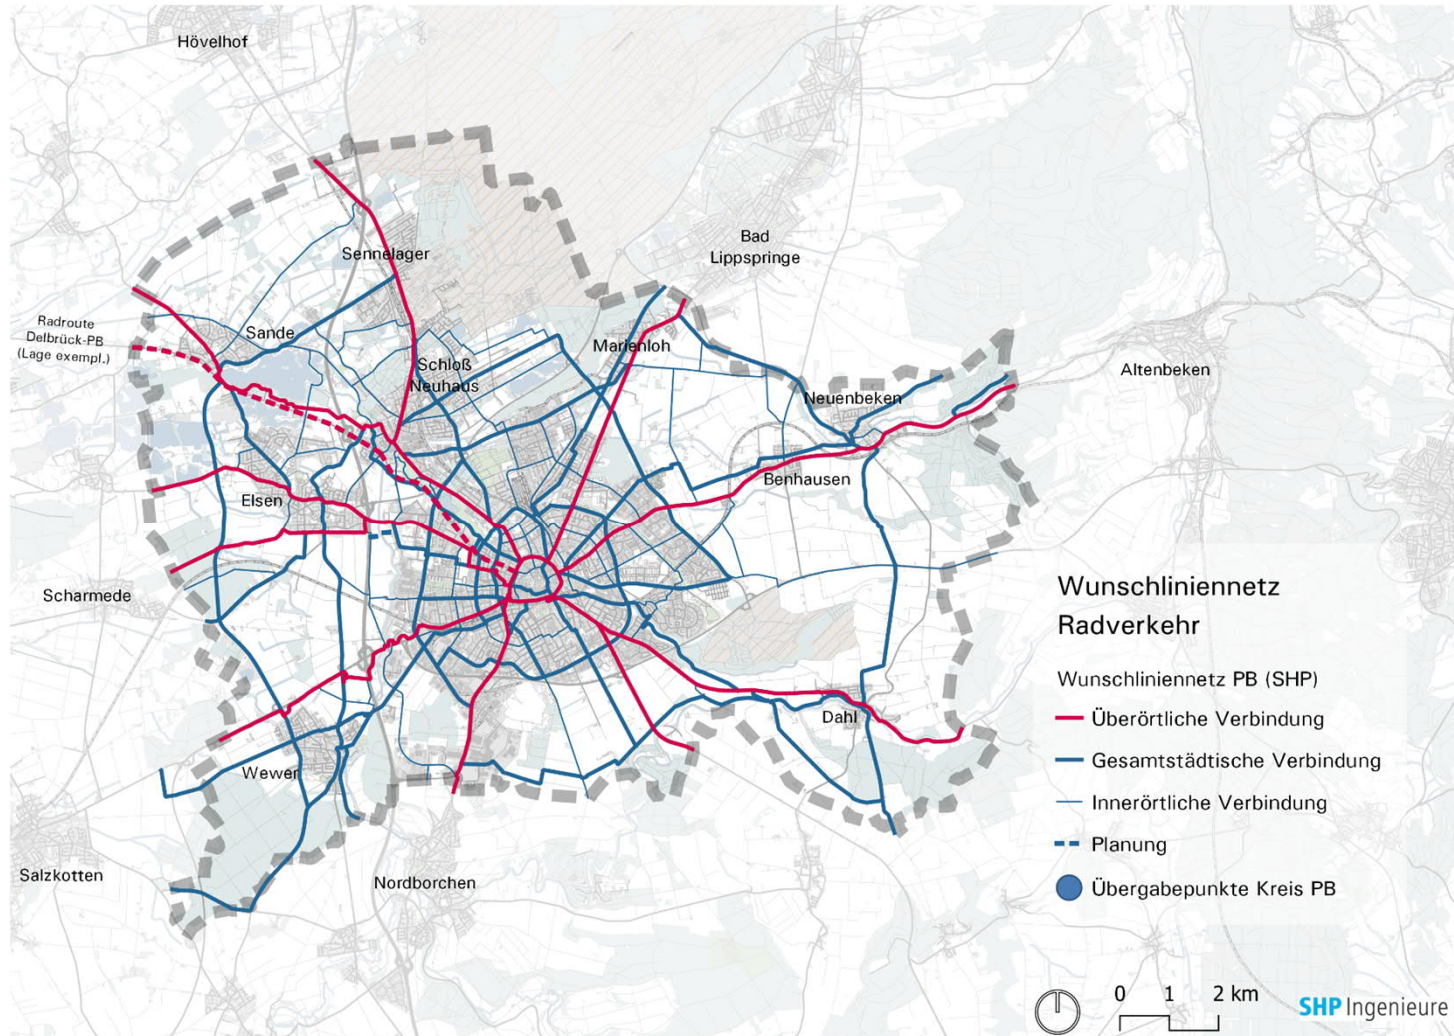 Hövelhof
Bad
Lippspringe
Sennelager
Radroute
Delbrück-PB
(Lage exempl.)
Sande
Marienloh
Schloß
Neuhaus
Altenbeken
Neuenbeken
Benhausen
Elsen
Scharmede
Dahl
Wewer
Salzkotten
Nordborchen
Wunschliniennetz
Radverkehr
Wunschliniennetz PB (SHP)
Überörtliche Verbindung
Gesamtstädtische Verbindung
Innerörtliche Verbindung
Planung
Übergabepunkte Kreis PB
0 1 2 km
SHP Ingenieure